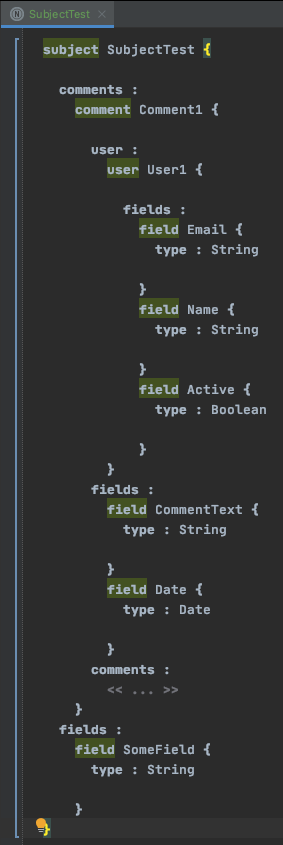 SubjectTest
subject SubjectTest {
comments :
comment Comment1 {
user :
user User1 {
fields :
field Email {
type : String
}
field Name {
type : String
}
field Active {
type : Boolean
}
}
fields :
field CommentText {
type : String
}
field Date {
type : Date
}
comments :
<< ... >>
}
fields :
field SomeField {
type : String
}
}